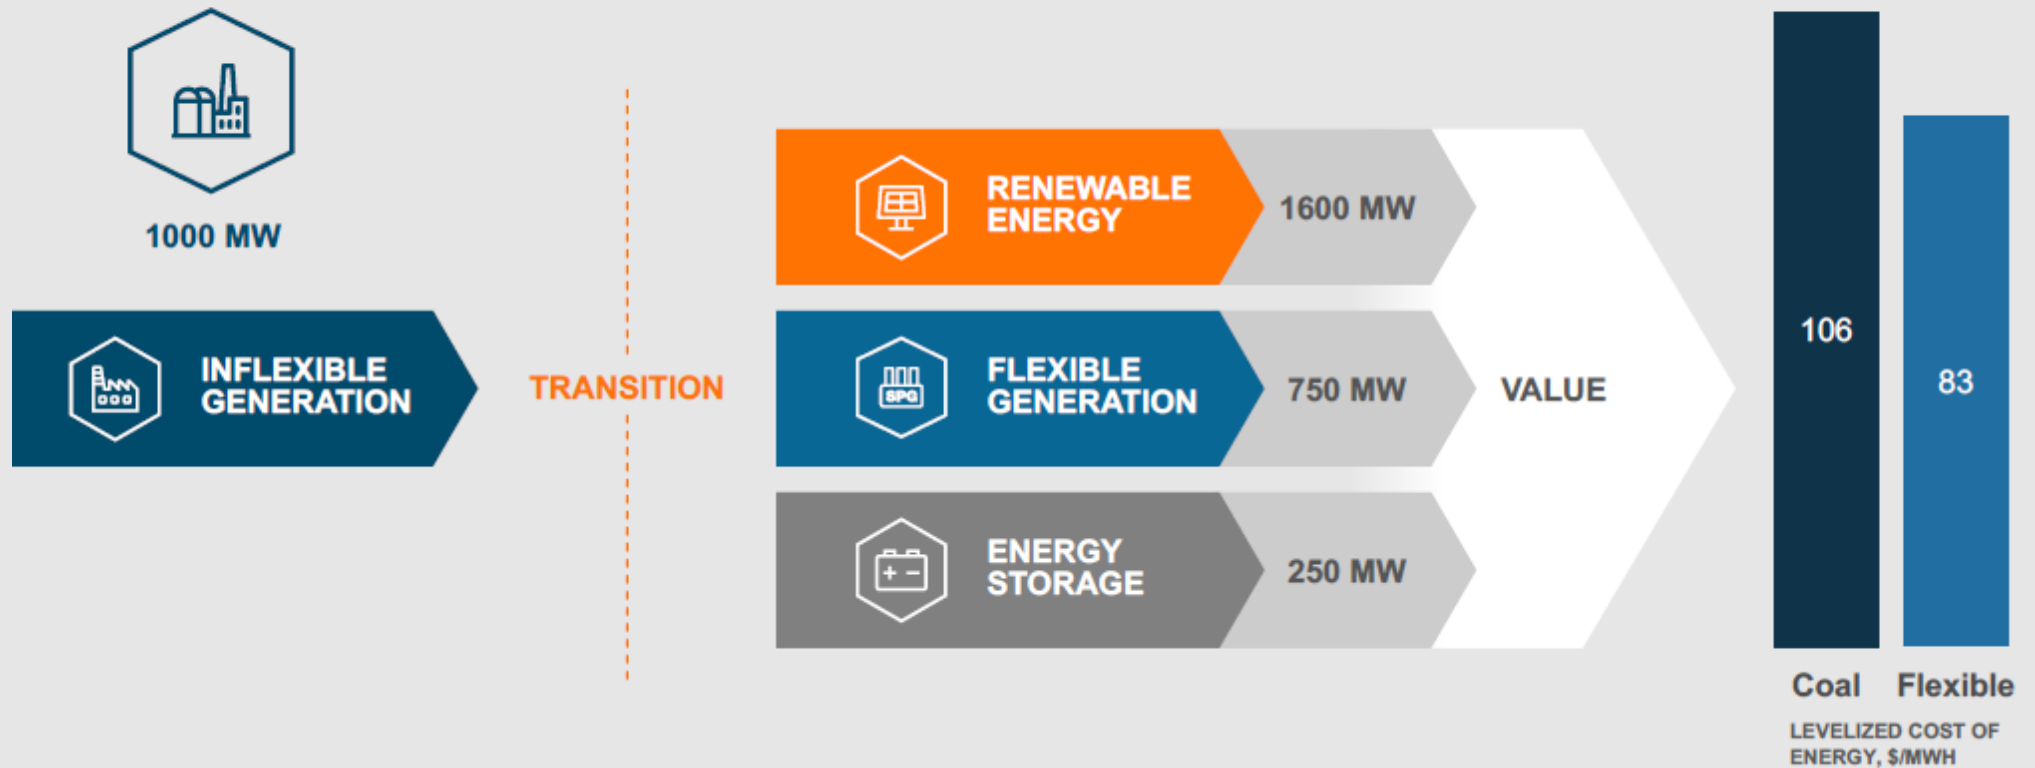 1000 MW
INFLEXIBLE
GENERATION
TRANSITION
RENEWABLE
ENERGY
1600 MW
FLEXIBLE
GENERATION
SPG
750 MW
ENERGY
STORAGE
250 MW
VALUE
106
83
Coal
Flexible
LEVELIZED COST OF
ENERGY, $/MWH